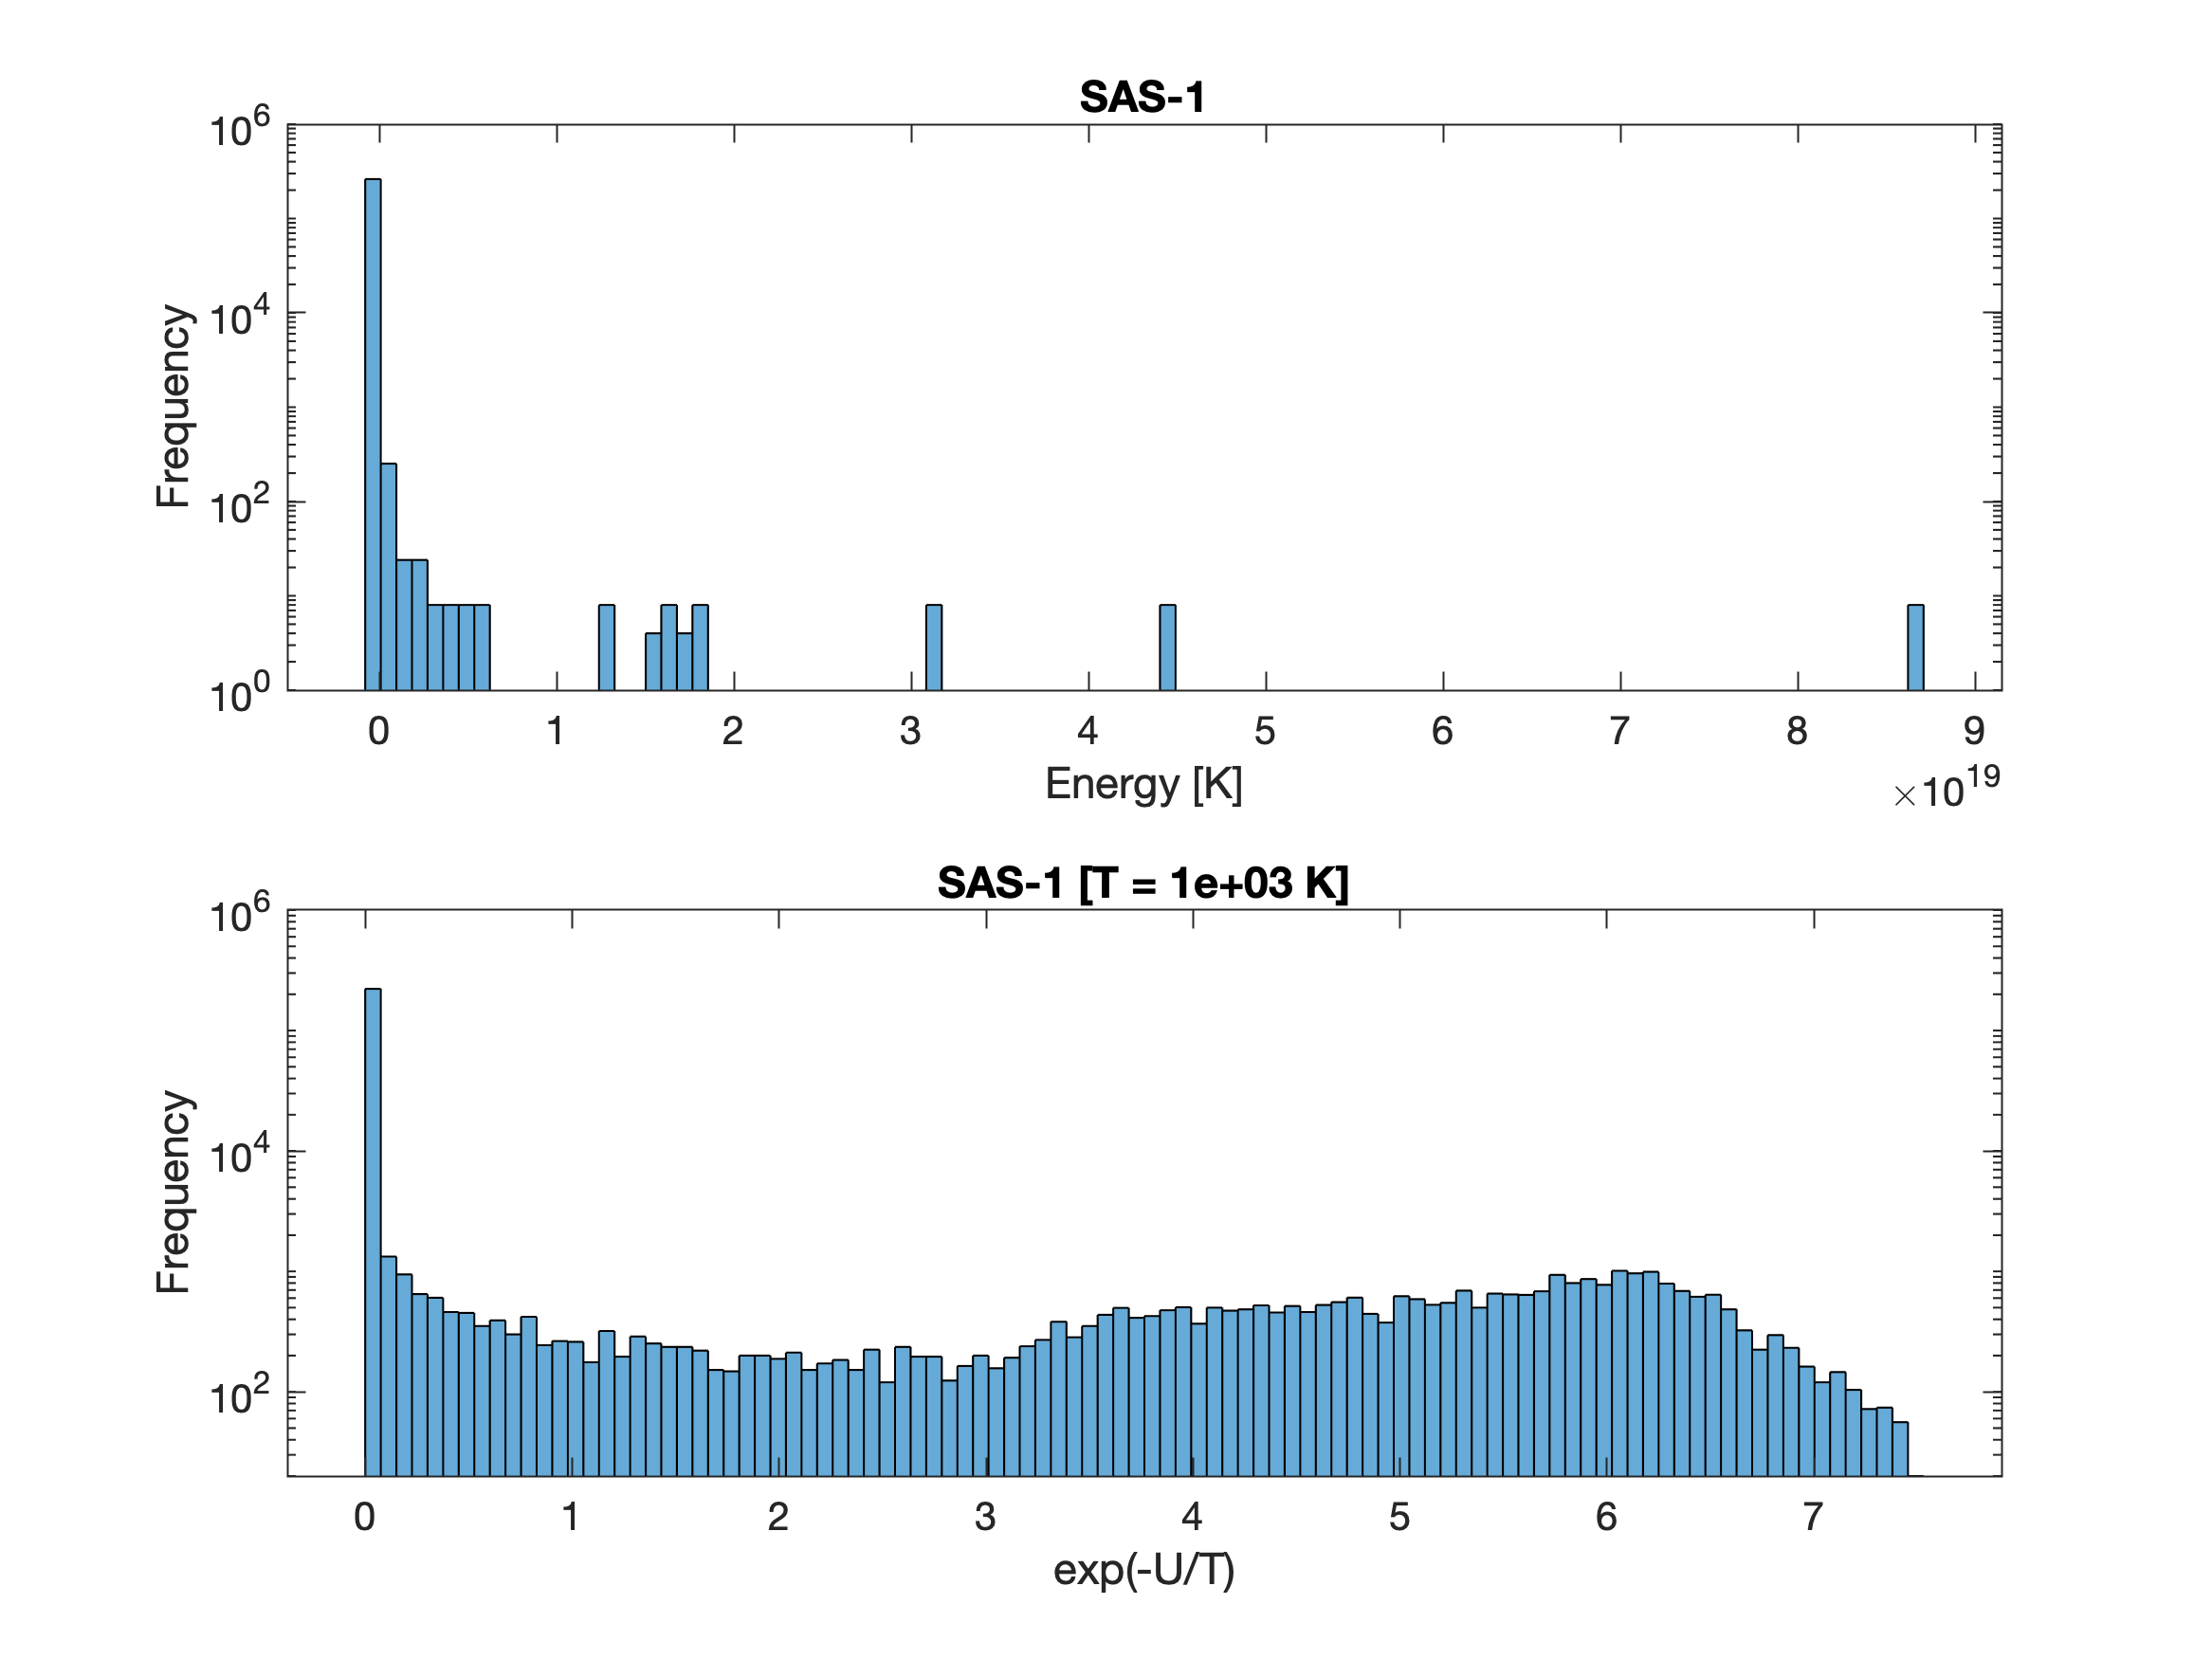 SAS-1
10^6
10^4
10^2
10^0
Frequency
0 1 2 3 4 5 6 7 8 9
Energy [K]
×10^19
SAS-1 [T = 1e+03 K]
10^6
10^4
10^2
Frequency
0 1 2 3 4 5 6 7
exp(-U/T)